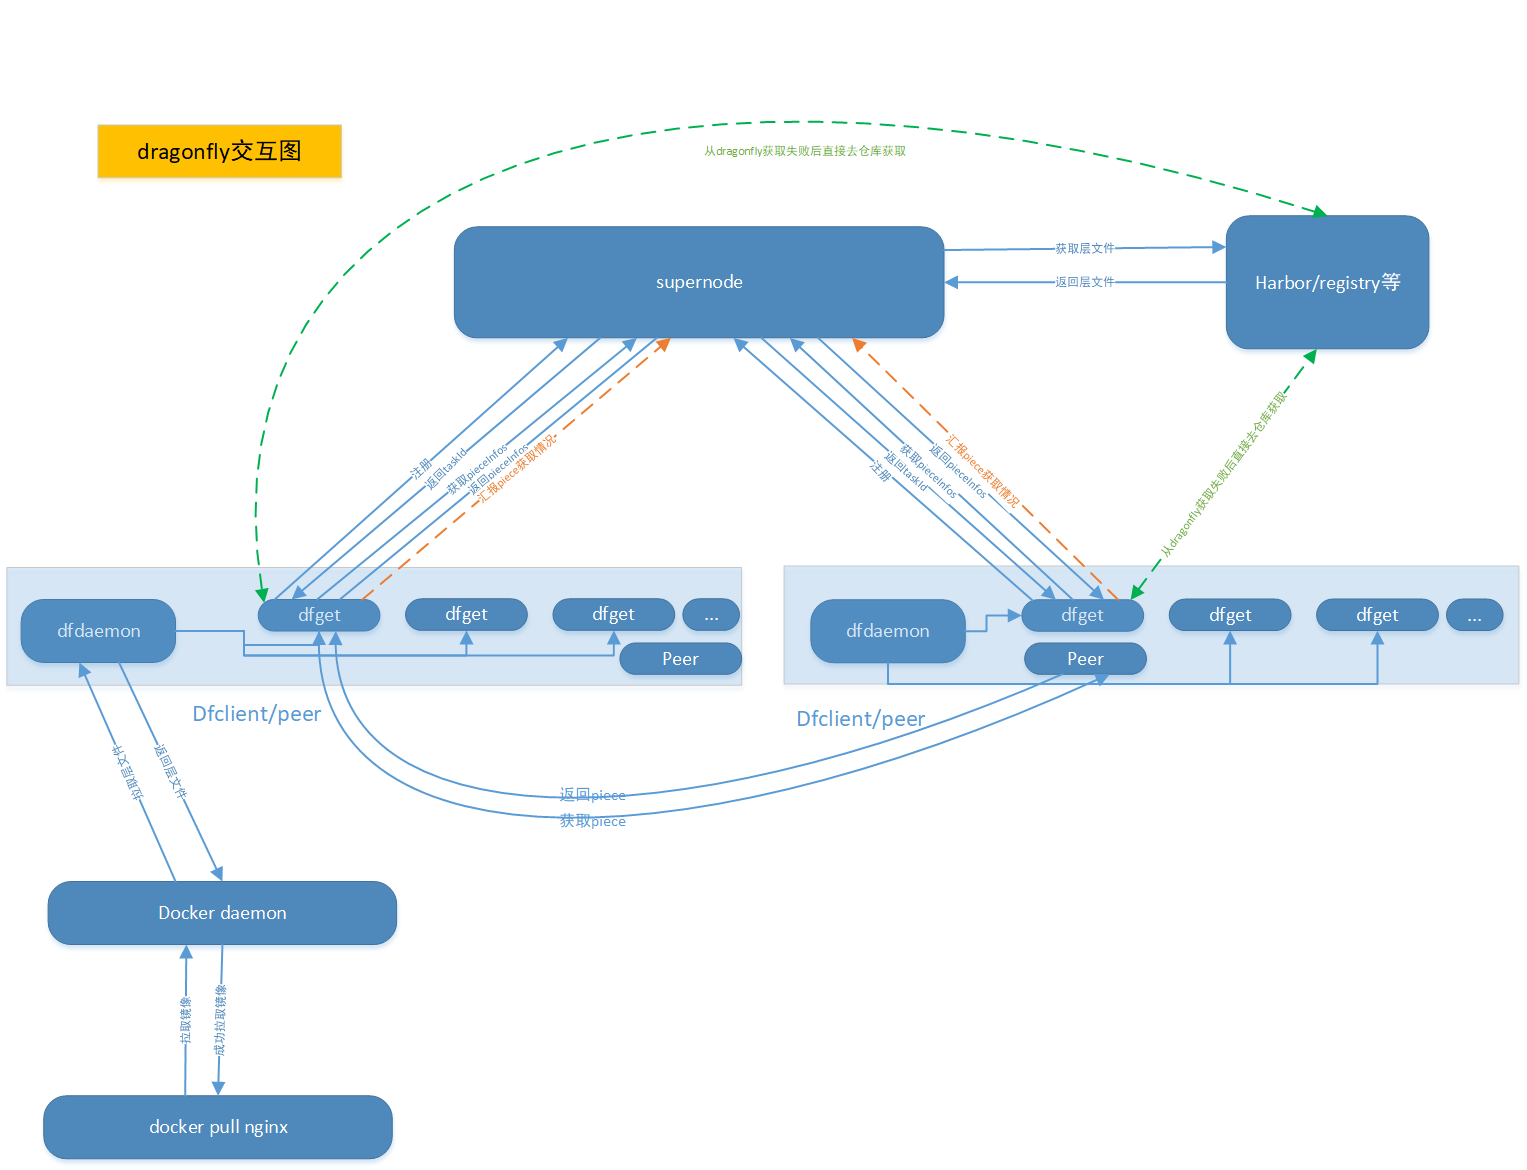 dragonfly交互图
从dragonfly获取失败后直接去仓库获取
supernode
获取层文件
返回层文件
Harbor/registry等
注册
返回taskId
获取pieceInfos
返回pieceInfos
汇报piece获取情况
汇报piece获取情况
返回pieceInfos
获取pieceInfos
返回taskId
注册
从dragonfly获取失败后直接去仓库获取
dfdaemon
dfget
dfget
dfget
...
Peer
dfdaemon
dfget
dfget
dfget
...
Peer
Dfclient/peer
Dfclient/peer
拉取层文件
返回层文件
返回piece
获取piece
Docker daemon
拉取镜像
成功拉取镜像
docker pull nginx